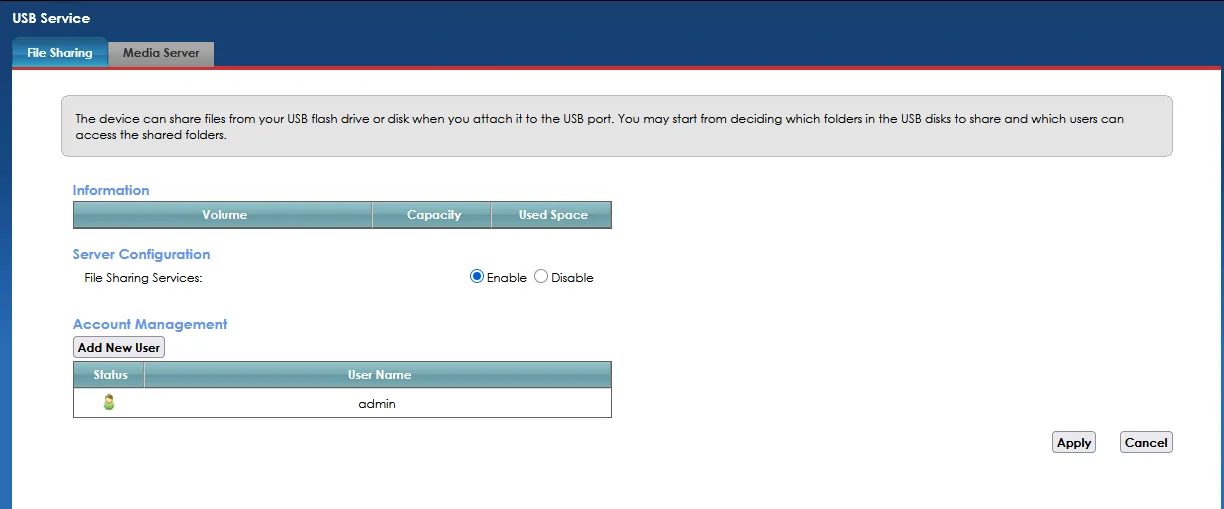 USB Service
File Sharing Media Server
The device can share files from your USB flash drive or disk when you attach it to the USB port. You may start from deciding which folders in the USB disks to share and which users can
access the shared folders.
Information
Volume Capacity Used Space
Server Configuration
File Sharing Services: Enable Disable
Account Management
Add New User
Status User Name
admin
Apply Cancel